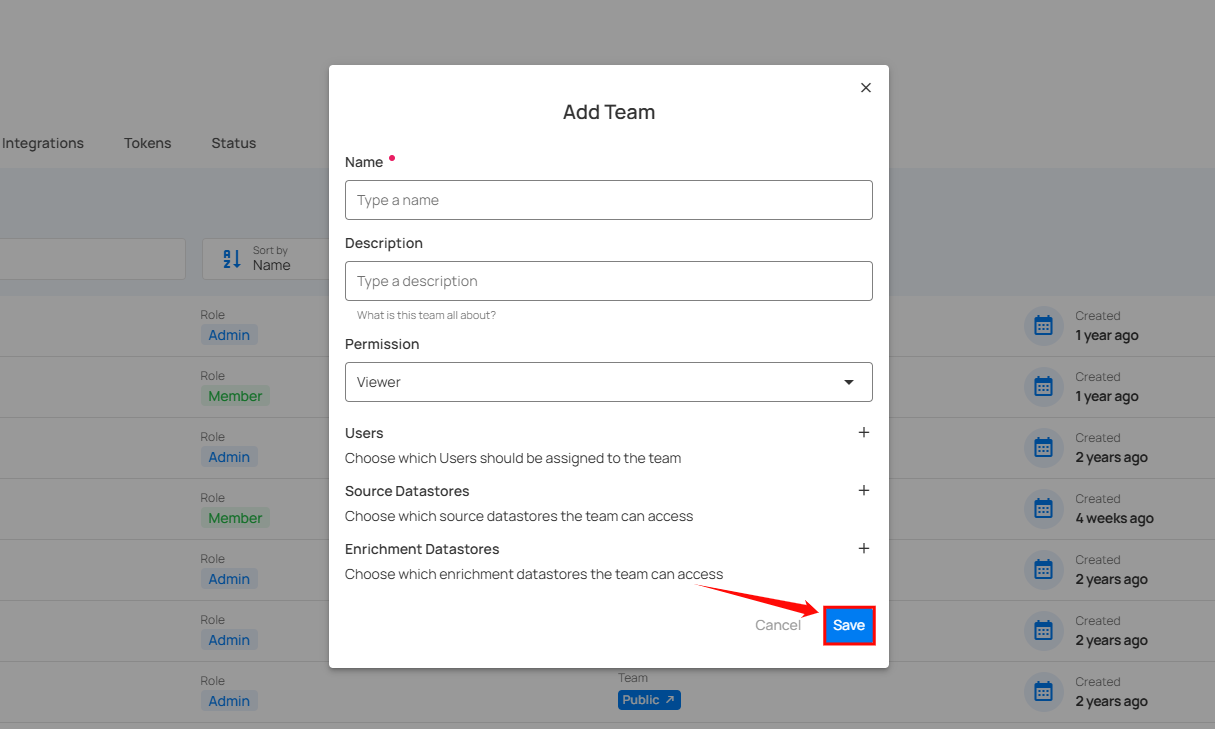 Add Team
Integrations Tokens Status
Name
Type a name
Description
Sort by
Name
Type a description
What is this team all about?
Role
Admin
Created
1 year ago
Permission
Viewer
Role
Member
Created
1 year ago
Users
Choose which Users should be assigned to the team
Role
Admin
Created
2 years ago
Source Datastores
Choose which source datastores the team can access
Role
Member
Created
4 weeks ago
Enrichment Datastores
Choose which enrichment datastores the team can access
Role
Admin
Created
2 years ago
Cancel Save
Role
Admin
Created
2 years ago
Role
Admin
Team
Public
Created
2 years ago